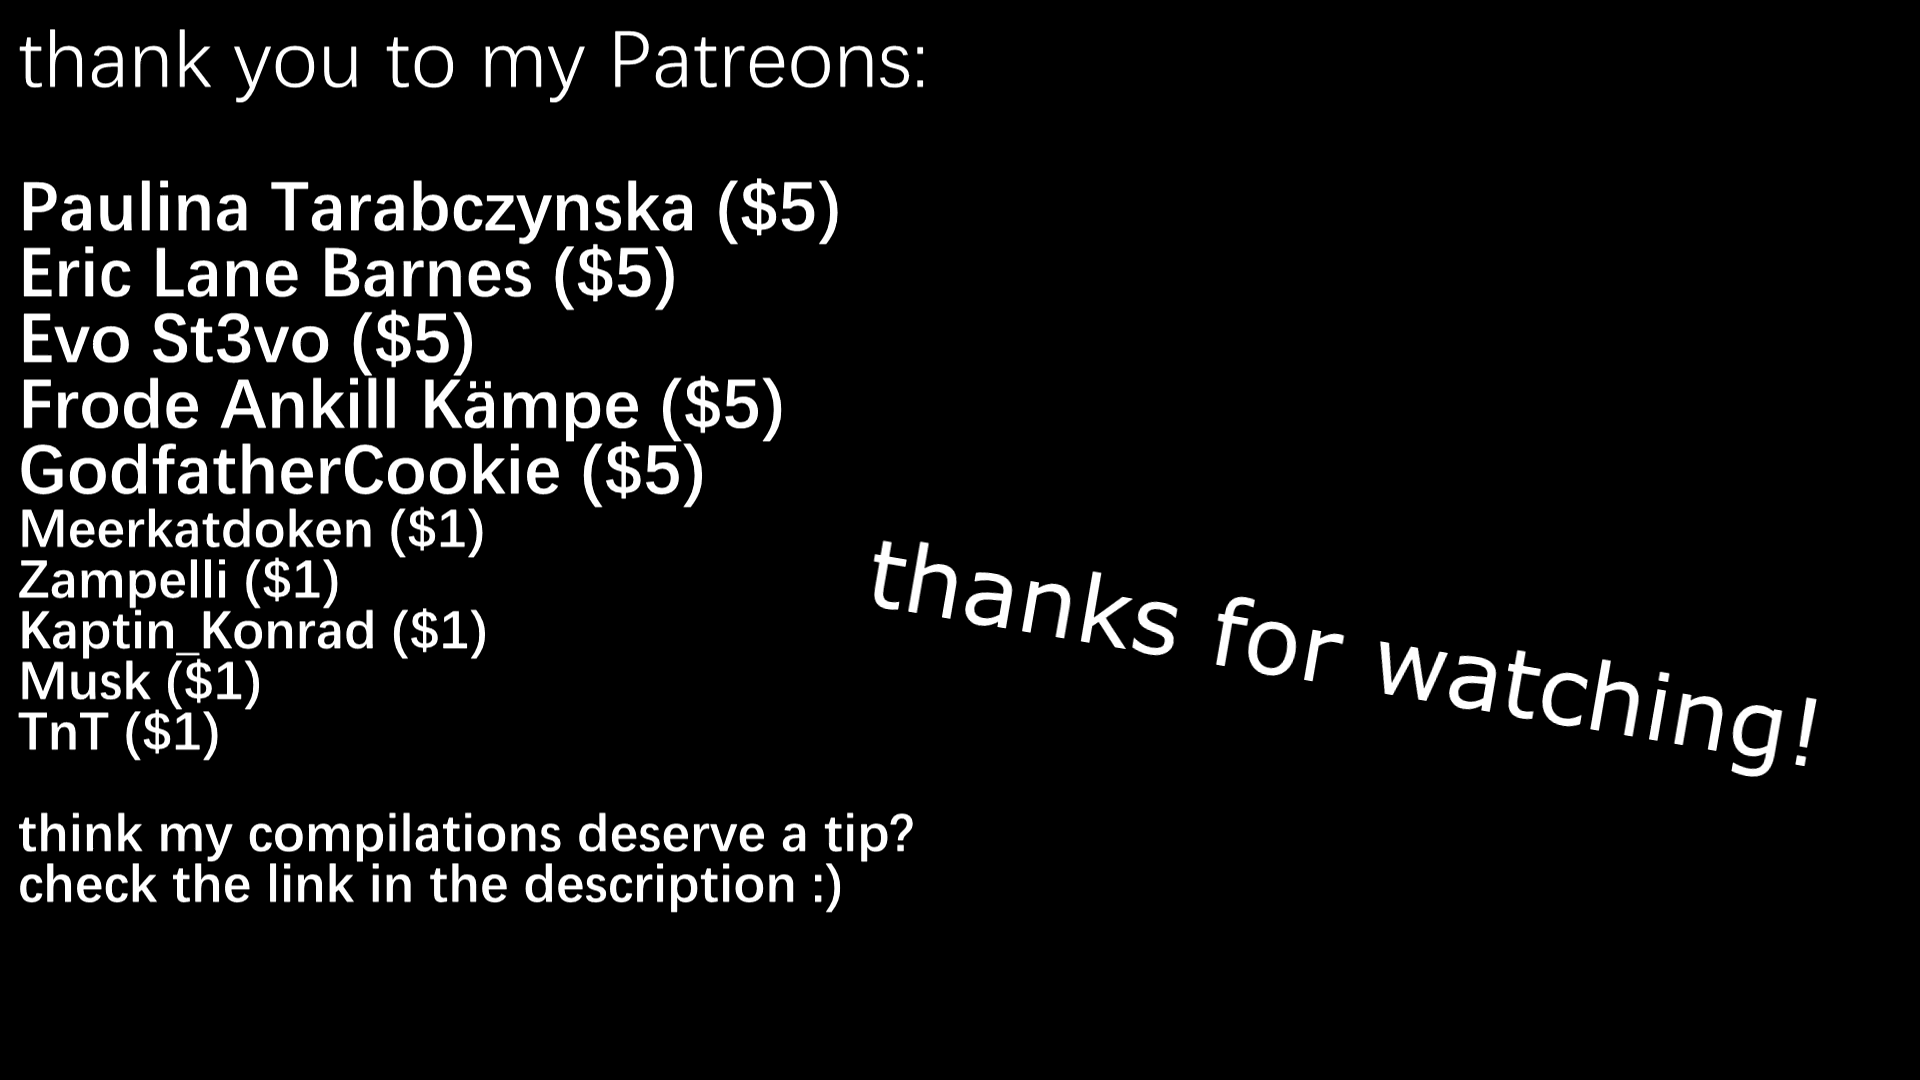 thank you to my Patreons:
Paulina Tarabczynska ($5)
Eric Lane Barnes ($5)
Evo St3vo ($5)
Frode Ankill Kämpe ($5)
GodfatherCookie ($5)
Meerkatdoken ($1)
Zampelli ($1)
Kaptin_Konrad ($1)
Musk ($1)
TnT ($1)
thanks for watching!
think my compilations deserve a tip?
check the link in the description :)